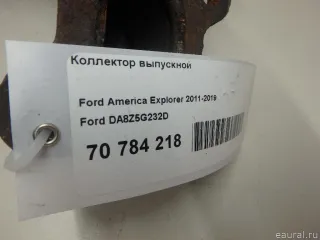 Коллектор выпускной
Ford America Explorer 2011-2019
Ford DA8Z5G232D
70 784 218
eaural.ru